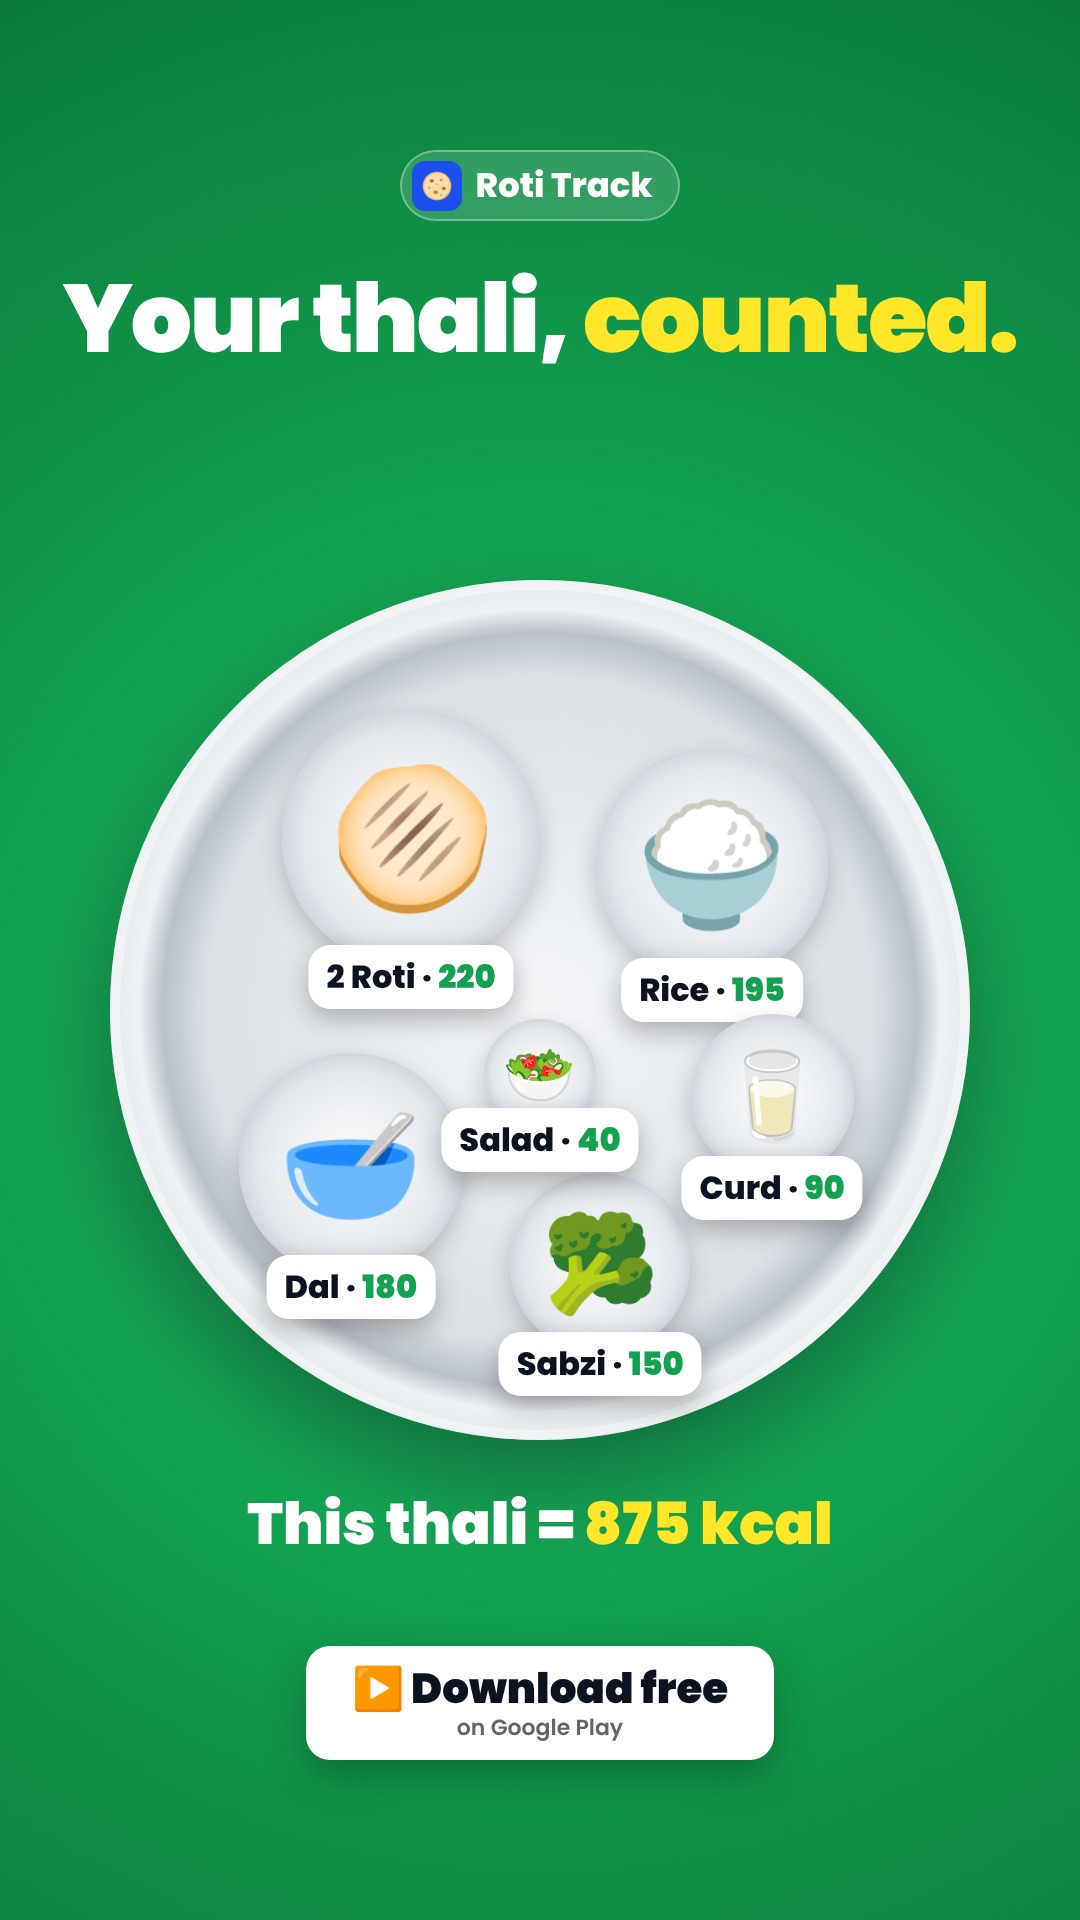 Roti Track
Your thali, counted.
2 Roti · 220
Rice · 195
Salad · 40
Curd · 90
Dal · 180
Sabzi · 150
This thali = 875 kcal
Download free
on Google Play